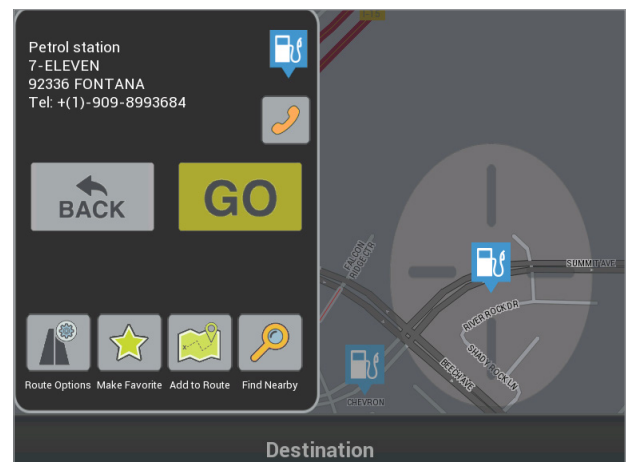 Petrol station
7-ELEVEN
92336 FONTANA
Tel: +(1)-909-8993684
BACK
GO
Route Options
Make Favorite
Add to Route
Find Nearby
FALCON
RIDGE CTR
SUMMIT AVE
RIVER ROCK DR
SHADY ROCK LN
BEECH AVE
CHEVRON
Destination